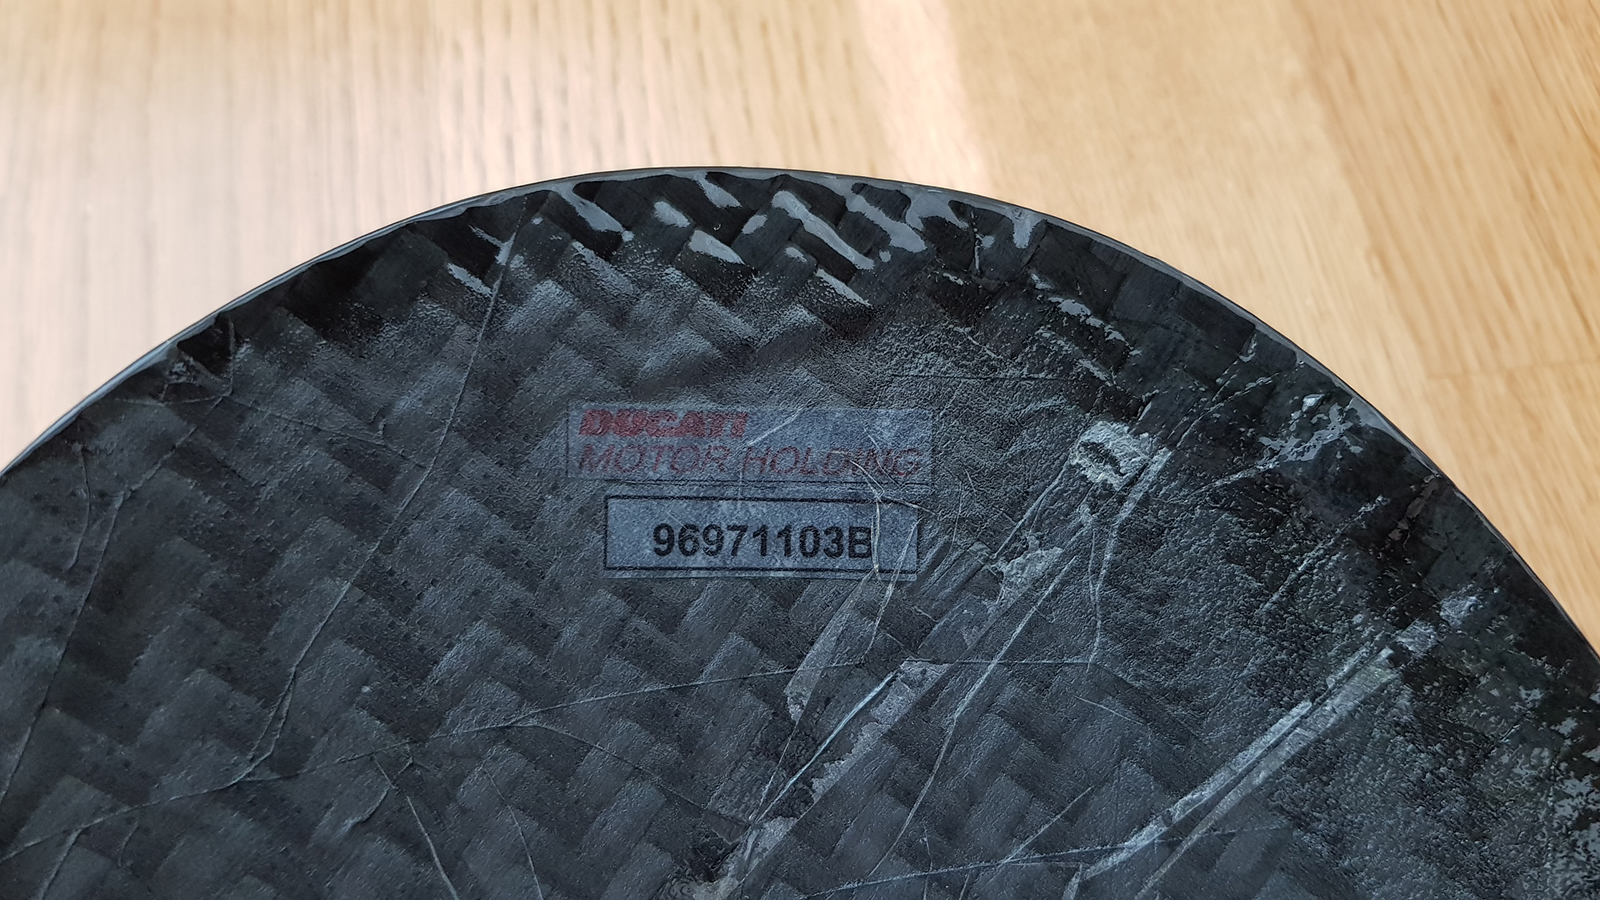 DUCATI
MOTOR HOLDING
96971103B